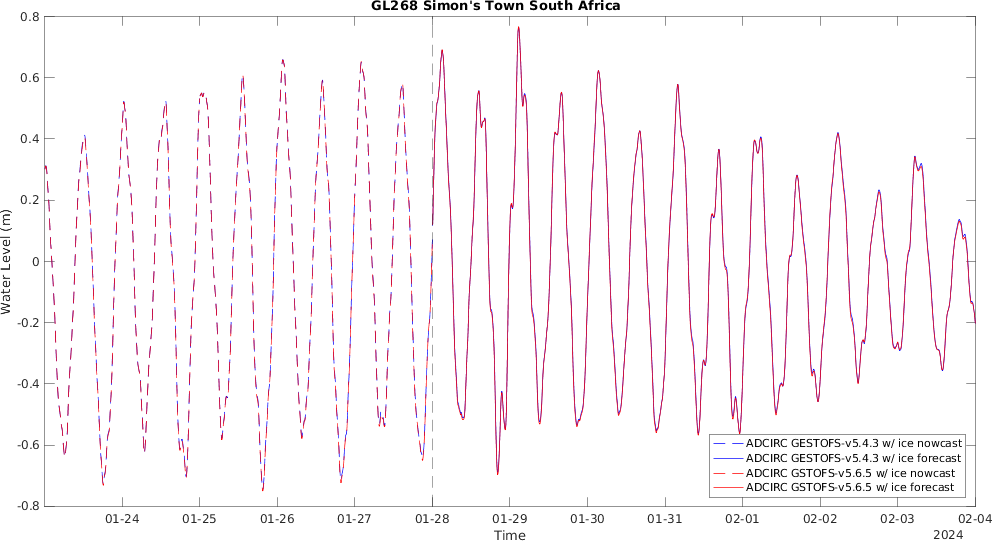 GL268 Simon's Town South Africa
Water Level (m)
0.8
0.6
0.4
0.2
0
-0.2
-0.4
-0.6
-0.8
01-24 01-25 01-26 01-27 01-28 01-29 01-30 01-31 02-01 02-02 02-03 02-04
Time
2024
ADCIRC GESTOFS-v5.4.3 w/ ice nowcast
ADCIRC GESTOFS-v5.4.3 w/ ice forecast
ADCIRC GSTOFS-v5.6.5 w/ ice nowcast
ADCIRC GSTOFS-v5.6.5 w/ ice forecast